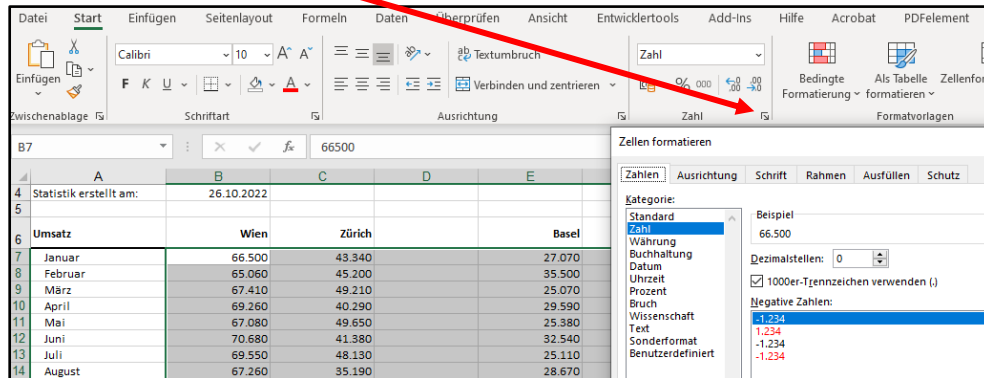 Datei Start Einfügen Seitenlayout Formeln Daten Überprüfen Ansicht Entwicklertools Add-Ins Hilfe Acrobat PDFelement
Einfügen
Calibri 10 A A
F K U A
Textumbruch
Verbinden und zentrieren
Zahl
% 000
Bedingte Formatierung
Als Tabelle formatieren
Zellenfor
Zwischenablage Schriftart Ausrichtung Zahl Formatvorlagen
B7 fx 66500
A B C D E
4 Statistik erstellt am: 26.10.2022
5
6 Umsatz Wien Zürich Basel
7 Januar 66.500 43.340 27.070
8 Februar 65.060 45.200 35.500
9 März 67.410 49.210 25.070
10 April 69.260 40.290 29.590
11 Mai 67.080 49.650 25.380
12 Juni 70.680 41.380 32.540
13 Juli 69.550 48.130 25.110
14 August 67.260 35.190 28.670
Zellen formatieren
Zahlen Ausrichtung Schrift Rahmen Ausfüllen Schutz
Kategorie:
Standard
Zahl
Währung
Buchhaltung
Datum
Uhrzeit
Prozent
Bruch
Wissenschaft
Text
Sonderformat
Benutzerdefiniert
Beispiel
66.500
Dezimalstellen: 0
1000er-Trennzeichen verwenden (.)
Negative Zahlen:
-1.234
1.234
-1.234
-1.234